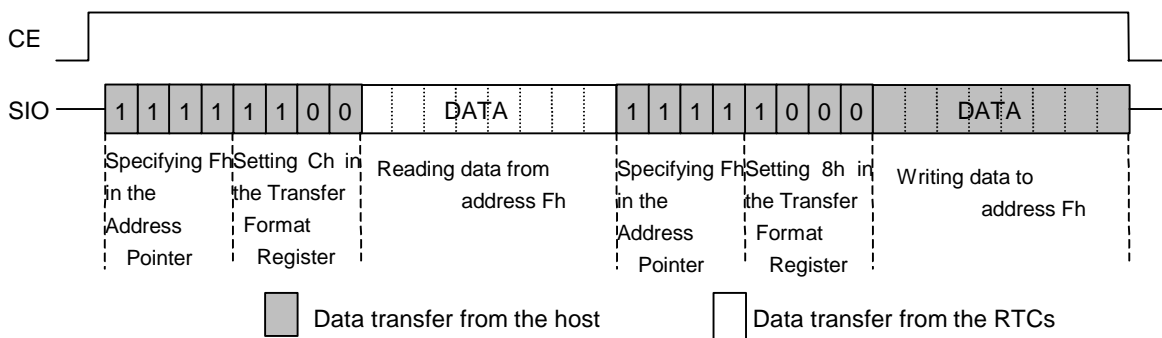 CE
SIO 1 1 1 1 1 1 0 0 DATA 1 1 1 1 1 0 0 0 DATA
Specifying Fh
in the
Address
Pointer
Setting Ch in
the Transfer
Format
Register
Reading data from
address Fh
Specifying Fh
in the
Address
Pointer
Setting 8h in
the Transfer
Format
Register
Writing data to
address Fh
Data transfer from the host
Data transfer from the RTCs